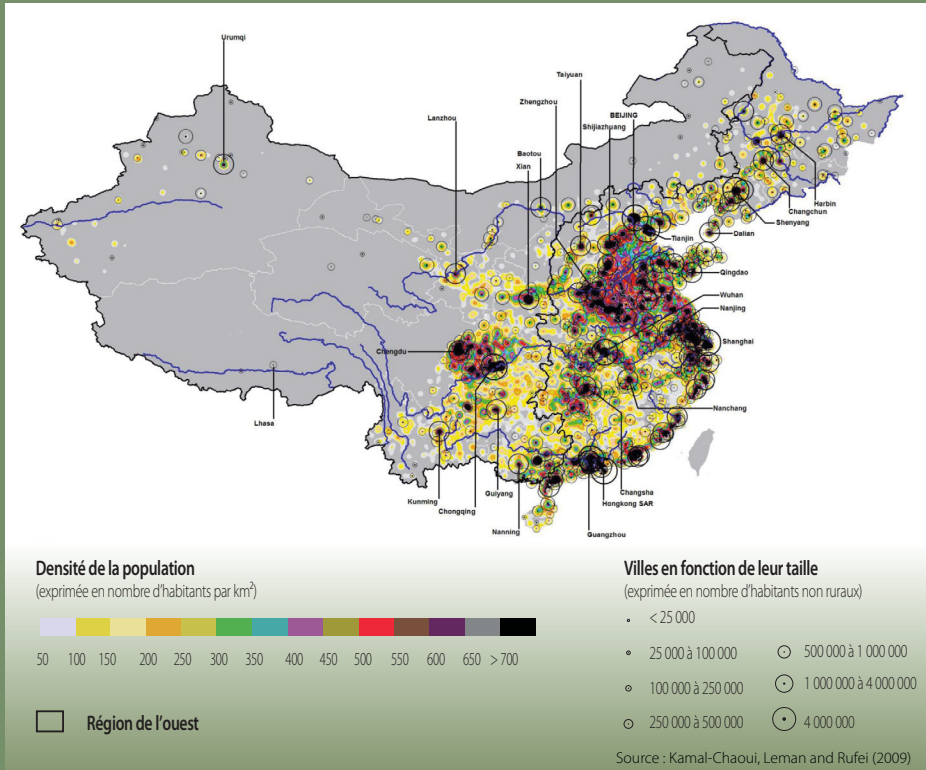 Urumqi
Taiyuan
Zhengzhou
Lanzhou
BEIJING
Shijiazhuang
Baotou
Xian
Harbin
Changchun
Shenyang
Dalian
Tianjin
Qingdao
Wuhan
Nanjing
Shanghai
Chengdu
Nanchang
Lhasa
Kunming
Guiyang
Changsha
Chongqing
Hongkong SAR
Nanning
Guangzhou
Densité de la population
(exprimée en nombre d'habitants par km²)
50 100 150 200 250 300 350 400 450 500 550 600 650 > 700
Région de l'ouest
Villes en fonction de leur taille
(exprimée en nombre d'habitants non ruraux)
< 25 000
25 000 à 100 000
100 000 à 250 000
250 000 à 500 000
500 000 à 1 000 000
1 000 000 à 4 000 000
4 000 000
Source : Kamal-Chaoui, Leman and Rufei (2009)